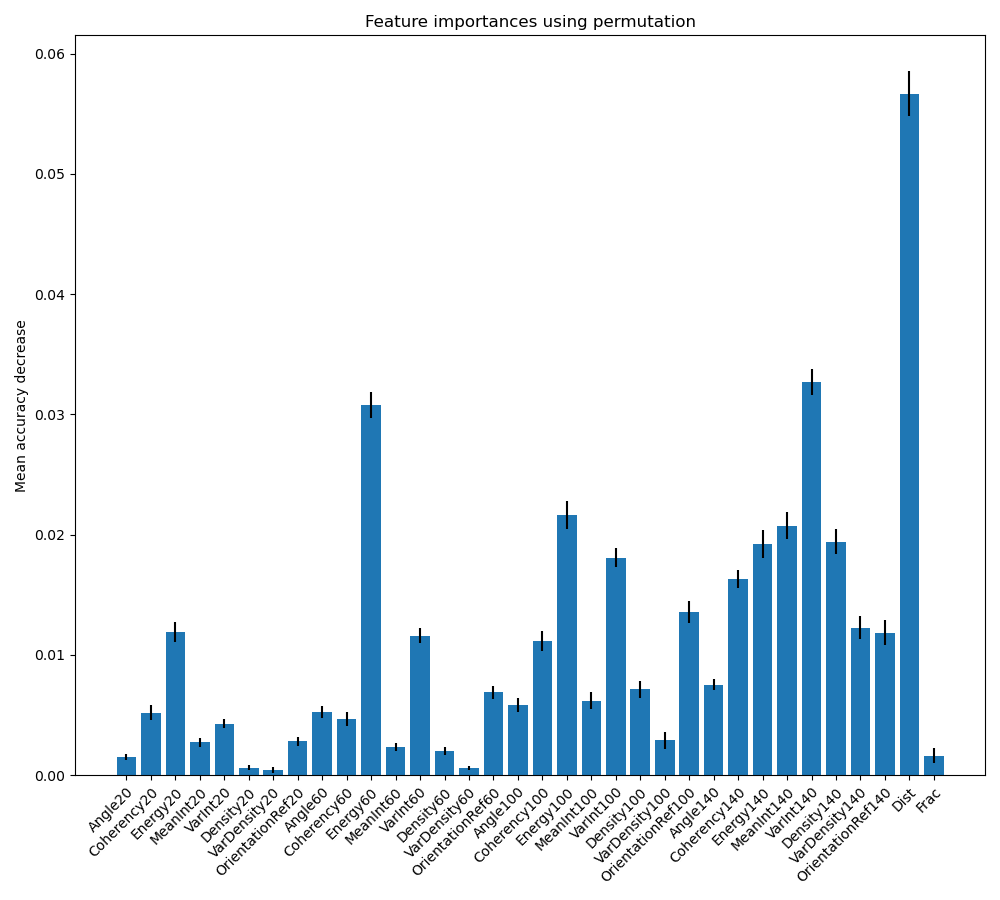 Feature importances using permutation
0.06
0.05
0.04
0.03
0.02
0.01
0.00
Mean accuracy decrease
Angle20
Coherency20
Energy20
MeanInt20
VarInt20
Density20
VarDensity20
OrientationRef20
Angle60
Coherency60
Energy60
MeanInt60
VarInt60
Density60
VarDensity60
OrientationRef60
Angle100
Coherency100
Energy100
MeanInt100
VarInt100
Density100
VarDensity100
OrientationRef100
Angle140
Coherency140
Energy140
MeanInt140
VarInt140
Density140
VarDensity140
OrientationRef140
Dist
Frac